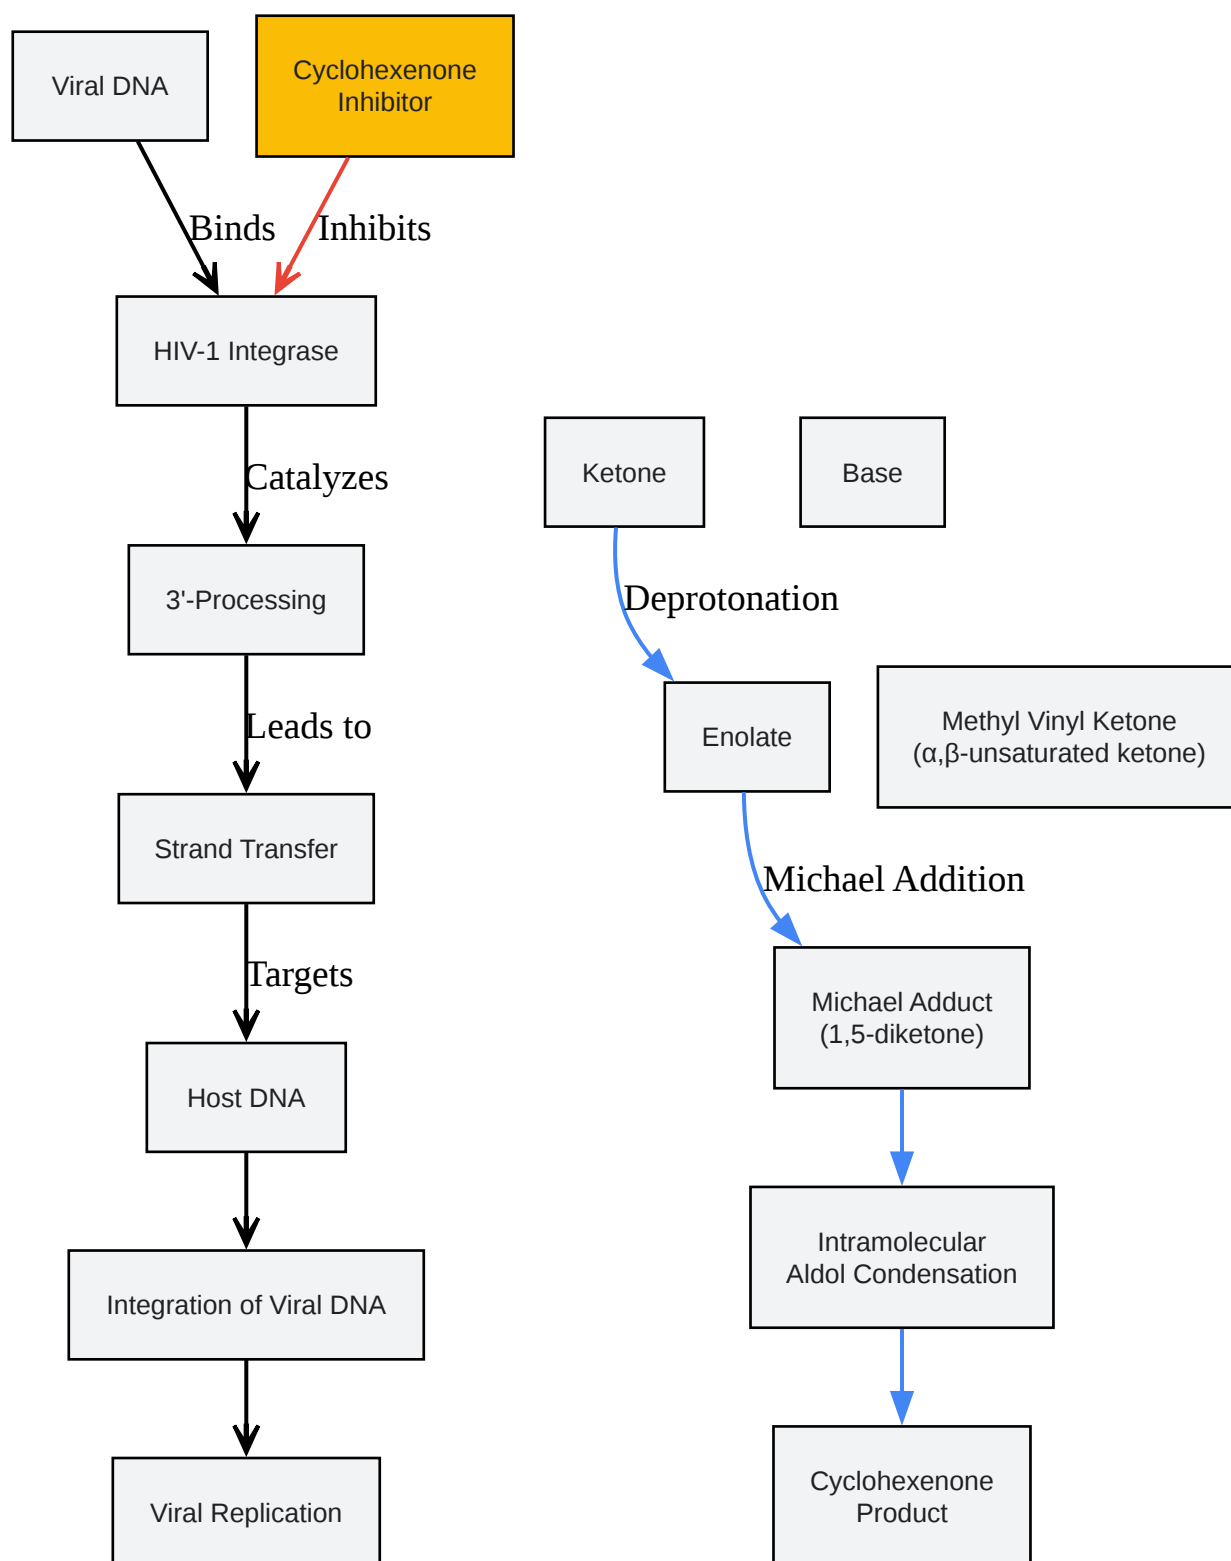 Viral DNA
Cyclohexenone
Inhibitor
Binds
Inhibits
HIV-1 Integrase
Catalyzes
3'-Processing
Leads to
Strand Transfer
Targets
Host DNA
Integration of Viral DNA
Viral Replication
Ketone
Base
Deprotonation
Enolate
Methyl Vinyl Ketone
(α,β-unsaturated ketone)
Michael Addition
Michael Adduct
(1,5-diketone)
Intramolecular
Aldol Condensation
Cyclohexenone
Product